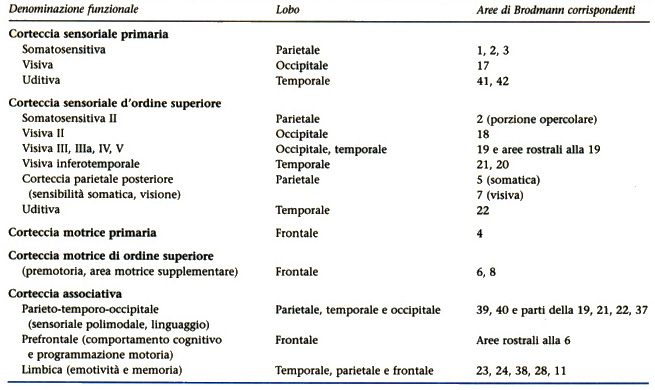 Denominazione funzionale Lobo Aree di Brodmann corrispondenti
Corteccia sensoriale primaria
Somatosensitiva Parietale 1, 2, 3
Visiva Occipitale 17
Uditiva Temporale 41, 42
Corteccia sensoriale d'ordine superiore
Somatosensitiva II Parietale 2 (porzione opercolare)
Visiva II Occipitale 18
Visiva III, IIIa, IV, V Occipitale, temporale 19 e aree rostrali alla 19
Visiva inferotemporale Temporale 21, 20
Corteccia parietale posteriore Parietale 5 (somatica)
(sensibilità somatica, visione) 7 (visiva)
Uditiva Temporale 22
Corteccia motrice primaria Frontale 4
Corteccia motrice di ordine superiore
(premotoria, area motrice supplementare) Frontale 6, 8
Corteccia associativa
Parieto-temporo-occipitale Parietale, temporale e occipitale 39, 40 e parti della 19, 21, 22, 37
(sensoriale polimodale, linguaggio)
Prefrontale (comportamento cognitivo Frontale Aree rostrali alla 6
e programmazione motoria)
Limbica (emotività e memoria) Temporale, parietale e frontale 23, 24, 38, 28, 11